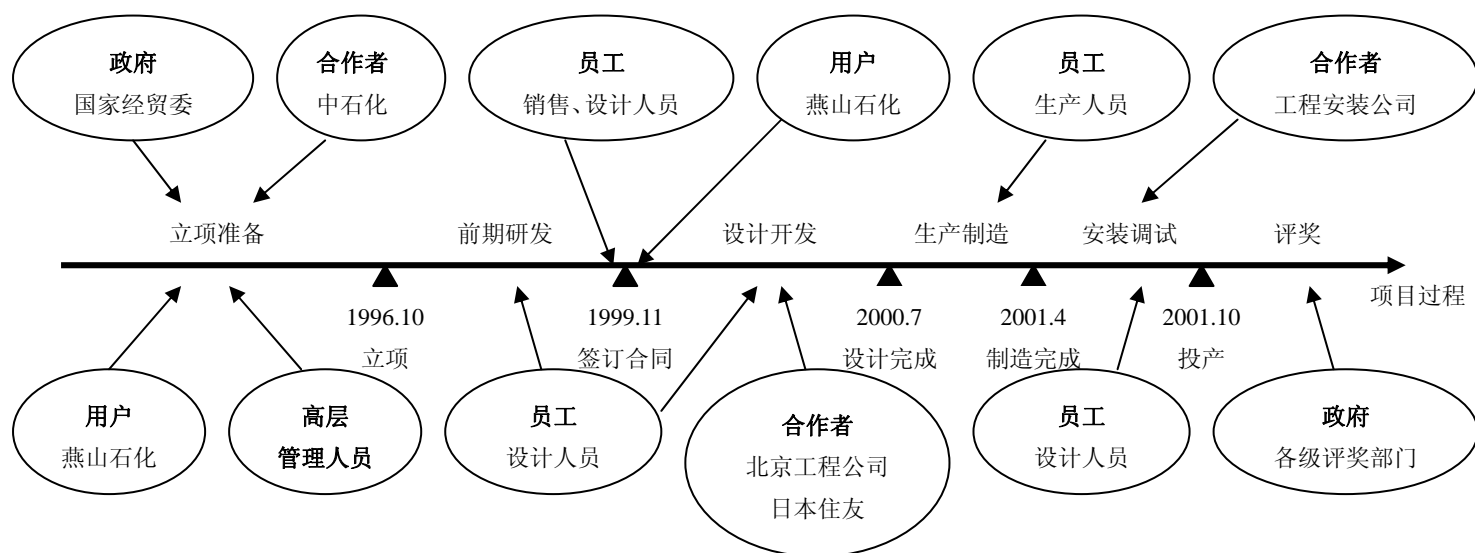 政府
国家经贸委
合作者
中石化
员工
销售、设计人员
用户
燕山石化
员工
生产人员
合作者
工程安装公司
立项准备
前期研发
设计开发
生产制造
安装调试
评奖
项目过程
1996.10
立项
1999.11
签订合同
2000.7
设计完成
2001.4
制造完成
2001.10
投产
用户
燕山石化
高层
管理人员
员工
设计人员
合作者
北京工程公司
日本住友
员工
设计人员
政府
各级评奖部门